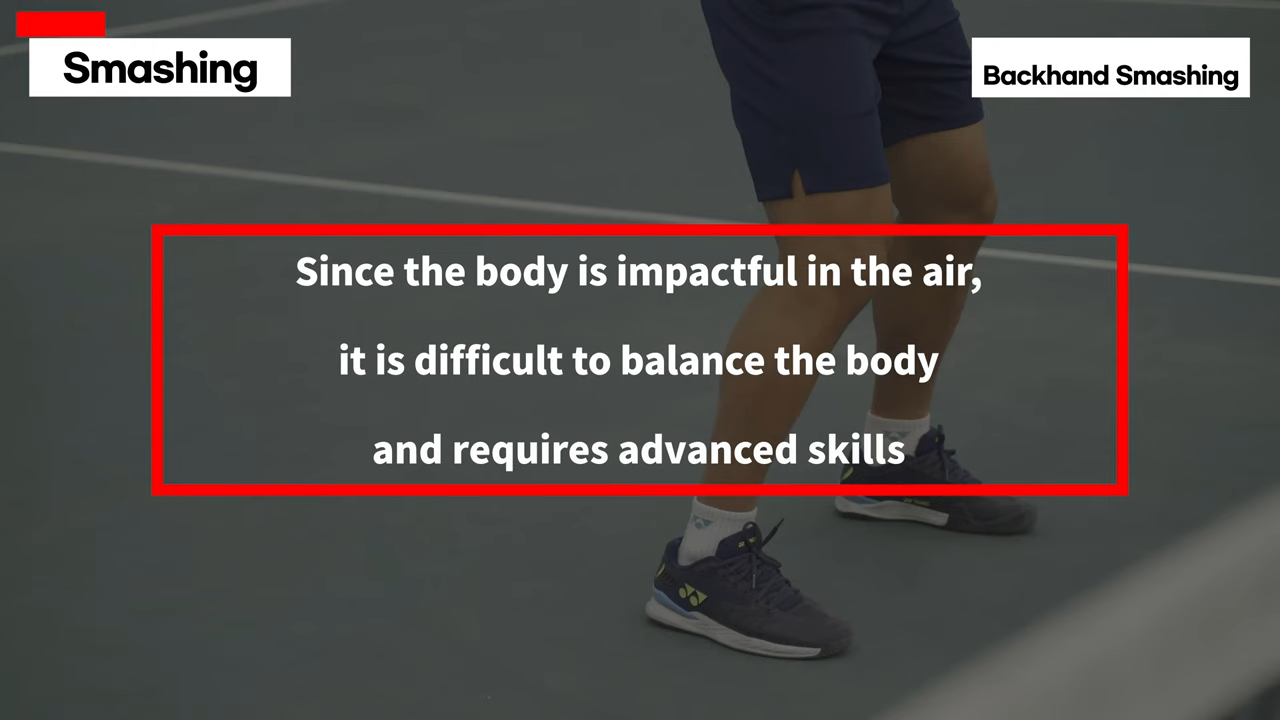 Smashing
Backhand Smashing
Since the body is impactful in the air,
it is difficult to balance the body
and requires advanced skills